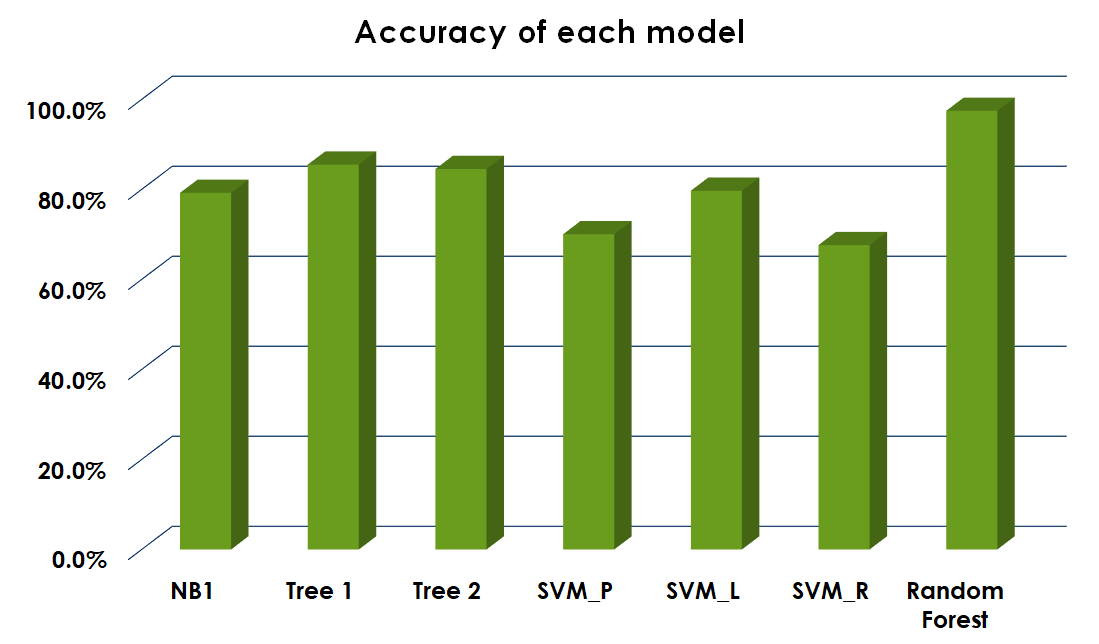 Accuracy of each model
100.0%
80.0%
60.0%
40.0%
20.0%
0.0%
NB1
Tree 1
Tree 2
SVM_P
SVM_L
SVM_R
Random
Forest